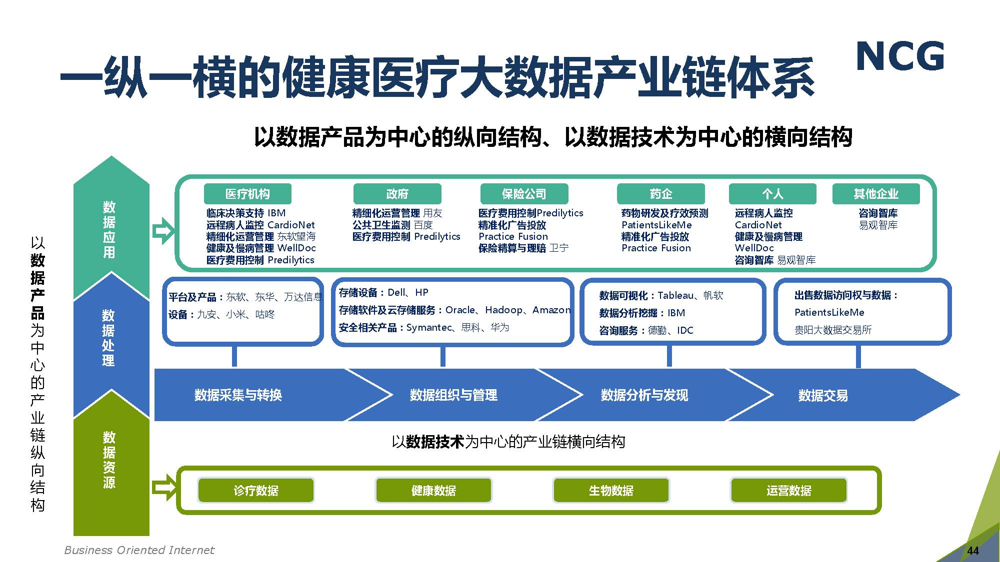 NCG
一纵一横的健康医疗大数据产业链体系
以数据产品为中心的纵向结构、以数据技术为中心的横向结构
以数据产品为中心的产业链纵向结构
数据应用
医疗机构
临床决策支持 IBM
远程病人监控 CardioNet
精细化运营管理 东软望海
健康及慢病管理 WellDoc
医疗费用控制 Predilytics
政府
精细化运营管理 用友
公共卫生监测 百度
医疗费用控制 Predilytics
保险公司
医疗费用控制Predilytics
精准化广告投放
Practice Fusion
保险精算与理赔 卫宁
药企
药物研发及疗效预测
PatientsLikeMe
精准化广告投放
Practice Fusion
个人
远程病人监控
CardioNet
健康及慢病管理
WellDoc
咨询智库 易观智库
其他企业
咨询智库
易观智库
数据处理
平台及产品：东软、东华、万达信息
设备：九安、小米、咕咚
存储设备：Dell、HP
存储软件及云存储服务：Oracle、Hadoop、Amazon
安全相关产品：Symantec、思科、华为
数据可视化：Tableau、帆软
数据分析挖掘：IBM
咨询服务：德勤、IDC
出售数据访问权与数据：
PatientsLikeMe
贵阳大数据交易所
数据采集与转换
数据组织与管理
数据分析与发现
数据交易
以数据技术为中心的产业链横向结构
数据资源
诊疗数据
健康数据
生物数据
运营数据
Business Oriented Internet
44